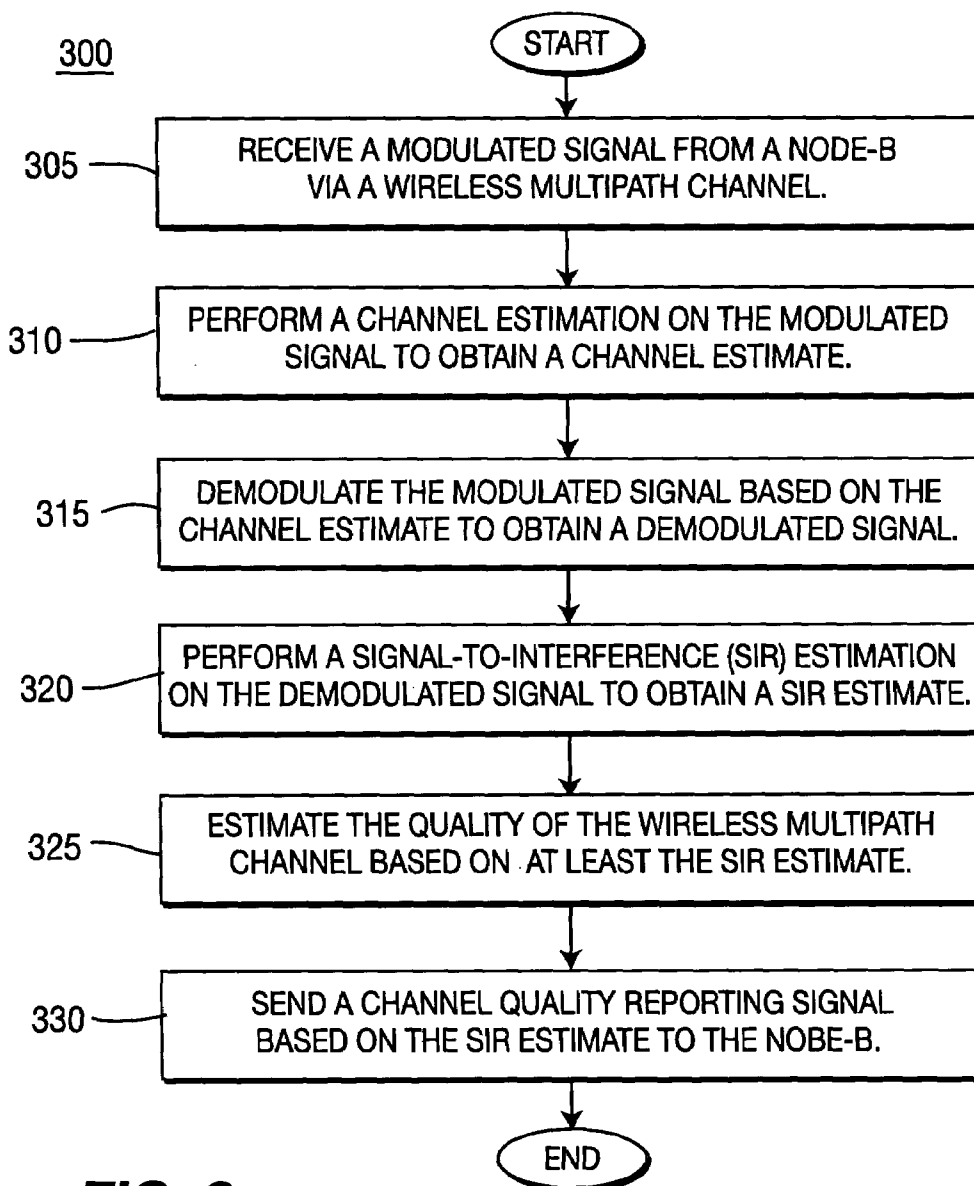 300
START
305
RECEIVE A MODULATED SIGNAL FROM A NODE-B
VIA A WIRELESS MULTIPATH CHANNEL.
310
PERFORM A CHANNEL ESTIMATION ON THE MODULATED
SIGNAL TO OBTAIN A CHANNEL ESTIMATE.
315
DEMODULATE THE MODULATED SIGNAL BASED ON THE
CHANNEL ESTIMATE TO OBTAIN A DEMODULATED SIGNAL.
320
PERFORM A SIGNAL-TO-INTERFERENCE (SIR) ESTIMATION
ON THE DEMODULATED SIGNAL TO OBTAIN A SIR ESTIMATE.
325
ESTIMATE THE QUALITY OF THE WIRELESS MULTIPATH
CHANNEL BASED ON AT LEAST THE SIR ESTIMATE.
330
SEND A CHANNEL QUALITY REPORTING SIGNAL
BASED ON THE SIR ESTIMATE TO THE NOBE-B.
END